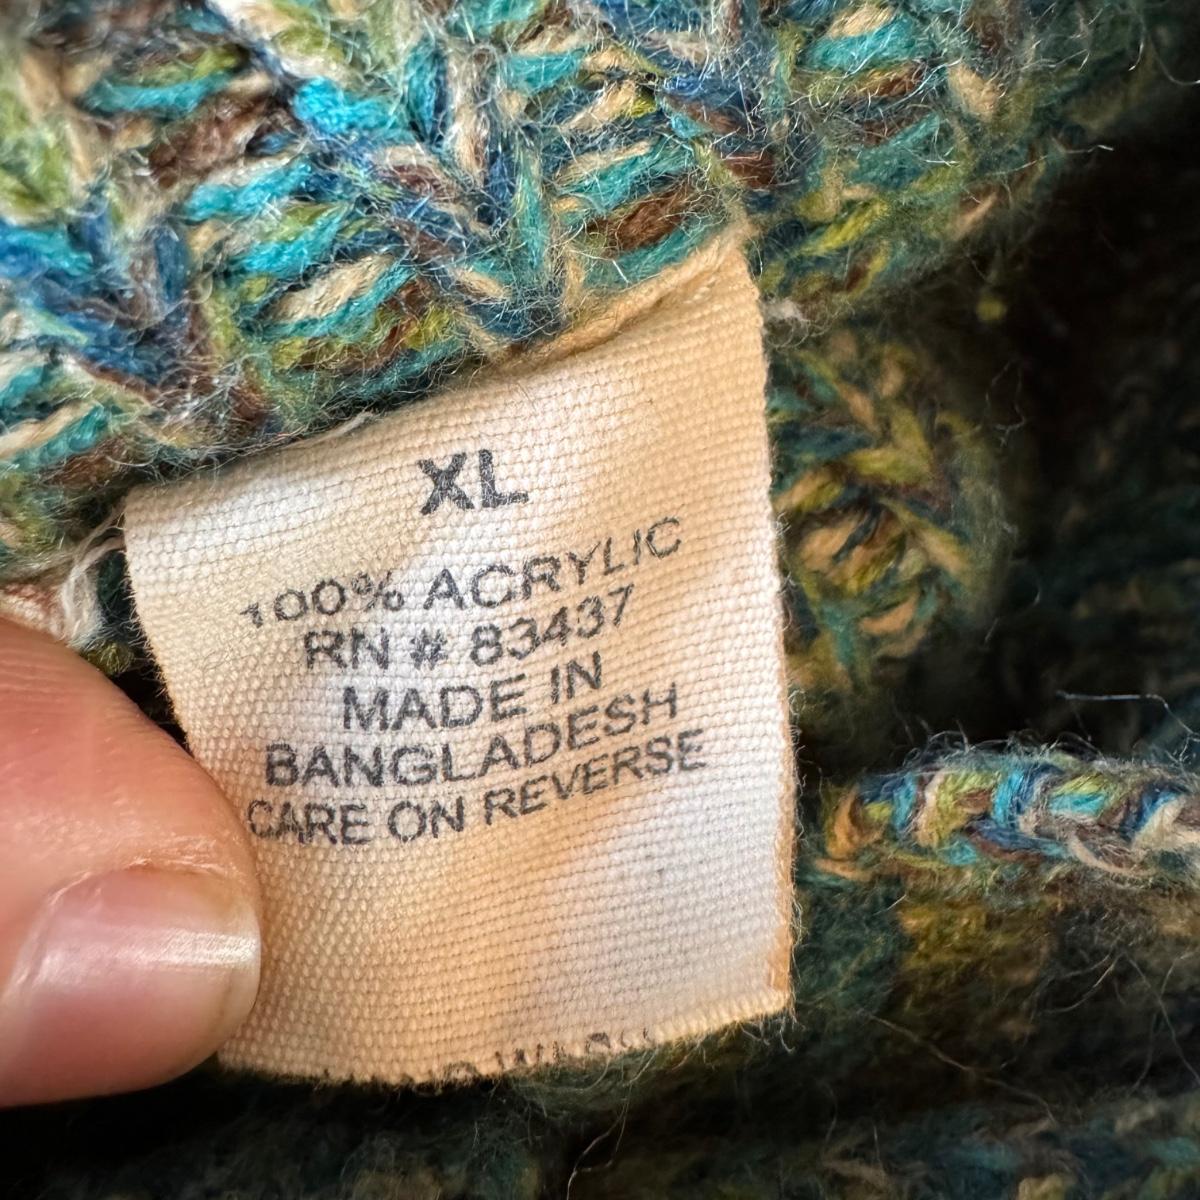 XL
100% ACRYLIC
RN # 83437
MADE IN
BANGLADESH
CARE ON REVERSE